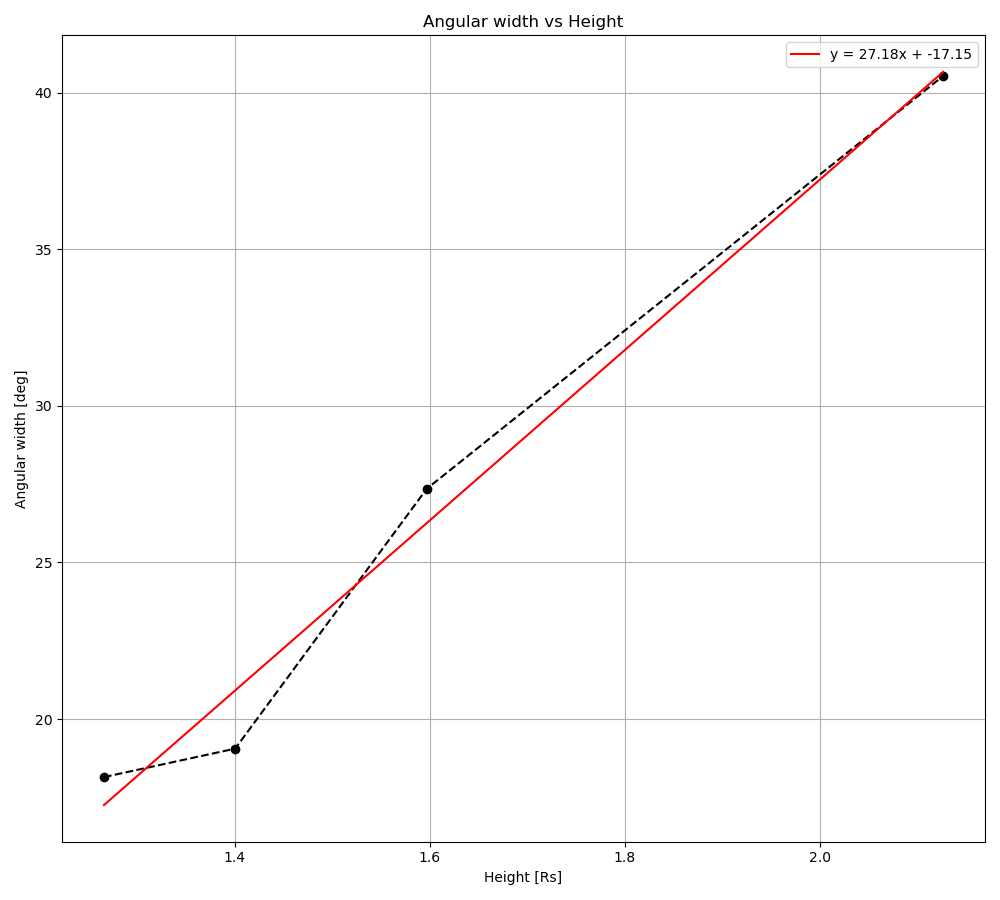 Angular width vs Height
y = 27.18x + -17.15
40
35
30
25
20
Angular width [deg]
1.4 1.6 1.8 2.0
Height [Rs]